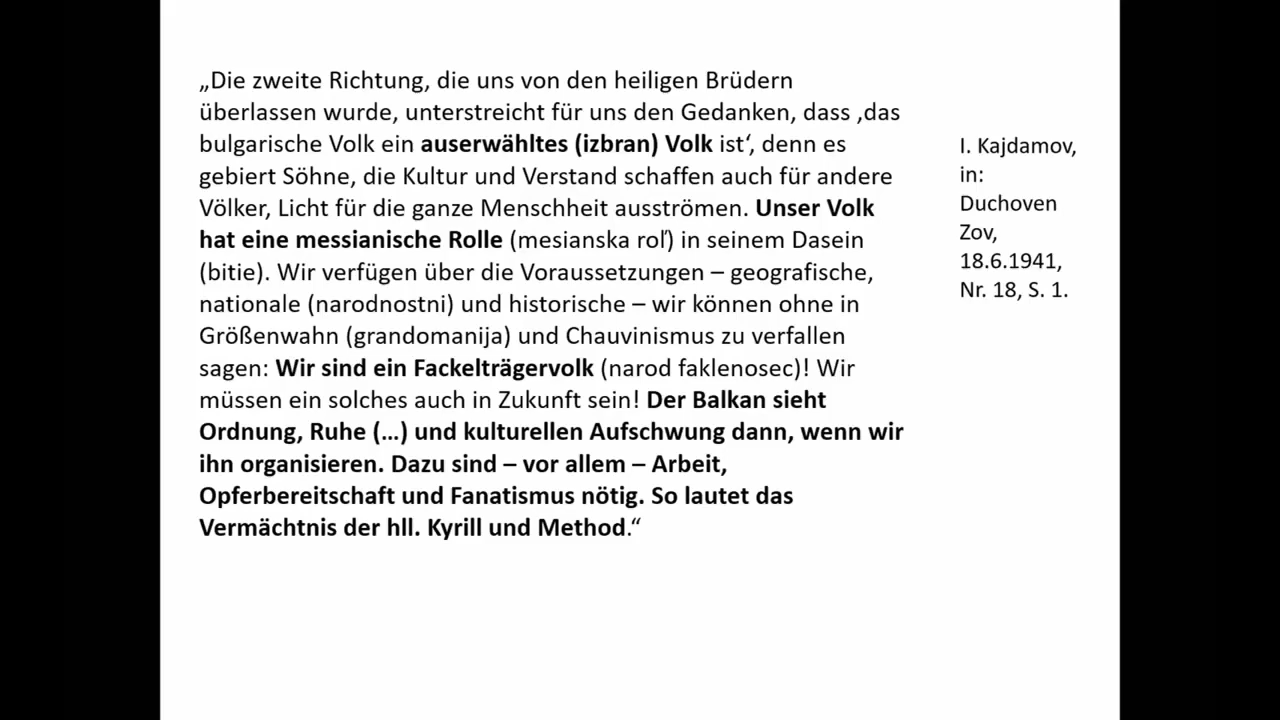 „Die zweite Richtung, die uns von den heiligen Brüdern
überlassen wurde, unterstreicht für uns den Gedanken, dass ‚das
bulgarische Volk ein auserwähltes (izbran) Volk ist‘, denn es
gebiert Söhne, die Kultur und Verstand schaffen auch für andere
Völker, Licht für die ganze Menschheit ausströmen. Unser Volk
hat eine messianische Rolle (mesianska rol’) in seinem Dasein
(bitie). Wir verfügen über die Voraussetzungen – geografische,
nationale (narodnostni) und historische – wir können ohne in
Größenwahn (grandomanija) und Chauvinismus zu verfallen
sagen: Wir sind ein Fackelträgervolk (narod faklenosec)! Wir
müssen ein solches auch in Zukunft sein! Der Balkan sieht
Ordnung, Ruhe (…) und kulturellen Aufschwung dann, wenn wir
ihn organisieren. Dazu sind – vor allem – Arbeit,
Opferbereitschaft und Fanatismus nötig. So lautet das
Vermächtnis der hll. Kyrill und Method.“
I. Kajdamov,
in:
Duchoven
Zov,
18.6.1941,
Nr. 18, S. 1.